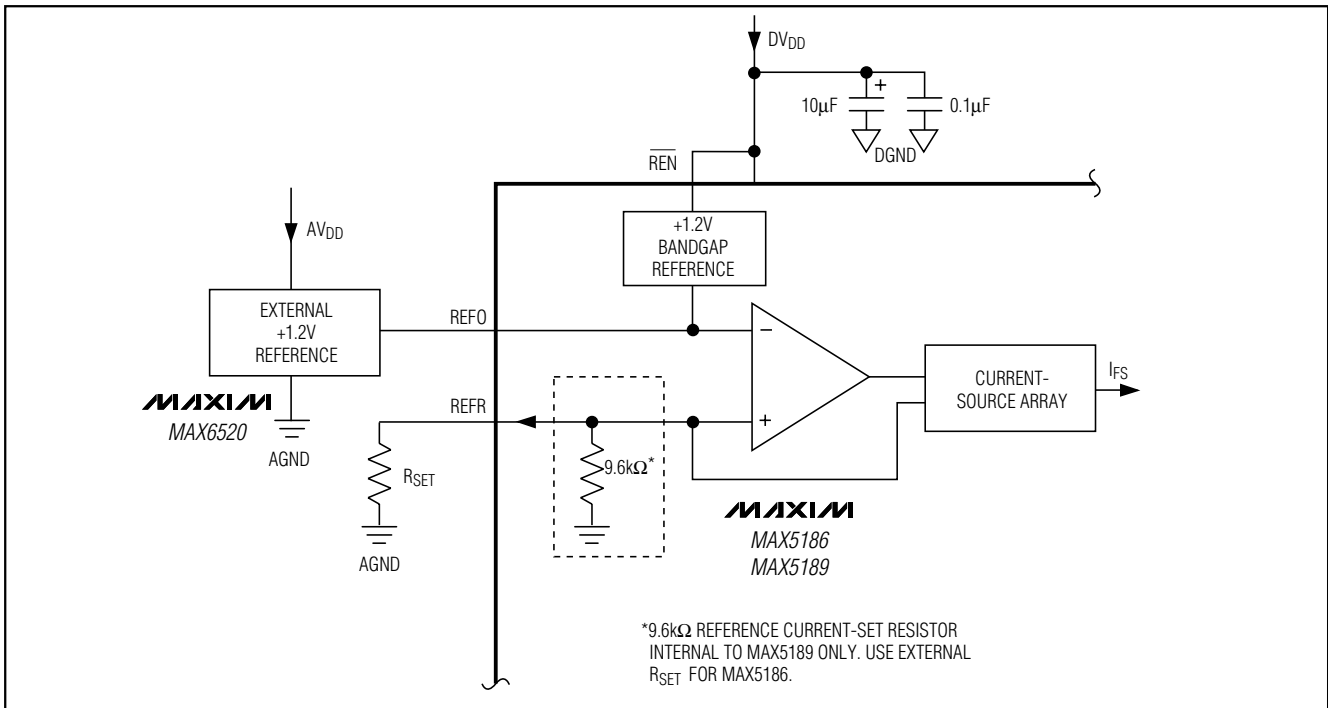 DVDD
+
10µF
0.1µF
DGND
REN
AVDD
+1.2V
BANDGAP
REFERENCE
EXTERNAL
+1.2V
REFERENCE
REFO
−
CURRENT-
SOURCE ARRAY
IFS
MAXIM
MAX6520
AGND
REFR
+
RSET
9.6kΩ*
AGND
MAXIM
MAX5186
MAX5189
*9.6kΩ REFERENCE CURRENT-SET RESISTOR
INTERNAL TO MAX5189 ONLY. USE EXTERNAL
RSET FOR MAX5186.